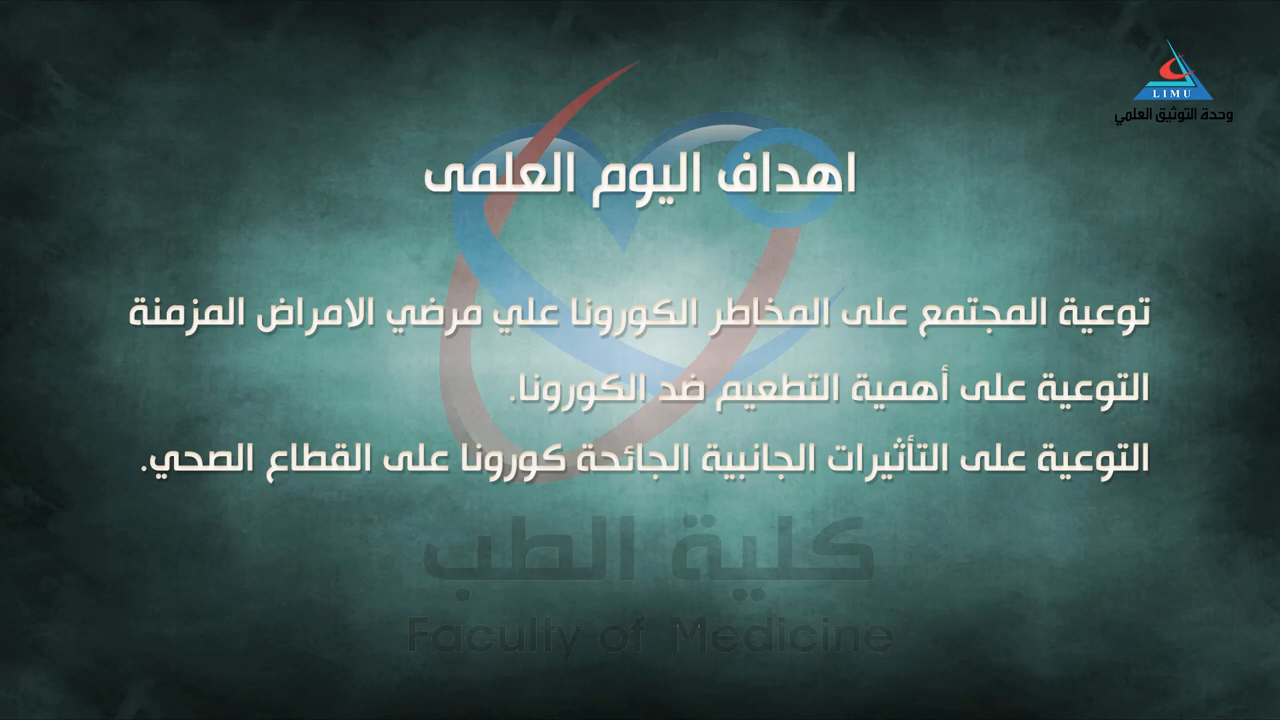 LIMU
وحدة التوثيق العلمي
اهداف اليوم العلمى
توعية المجتمع على المخاطر الكورونا علي مرضي الامراض المزمنة
التوعية على أهمية التطعيم ضد الكورونا.
التوعية على التأثيرات الجانبية الجائحة كورونا على القطاع الصحي.
كلية الطب
Faculty of Medicine